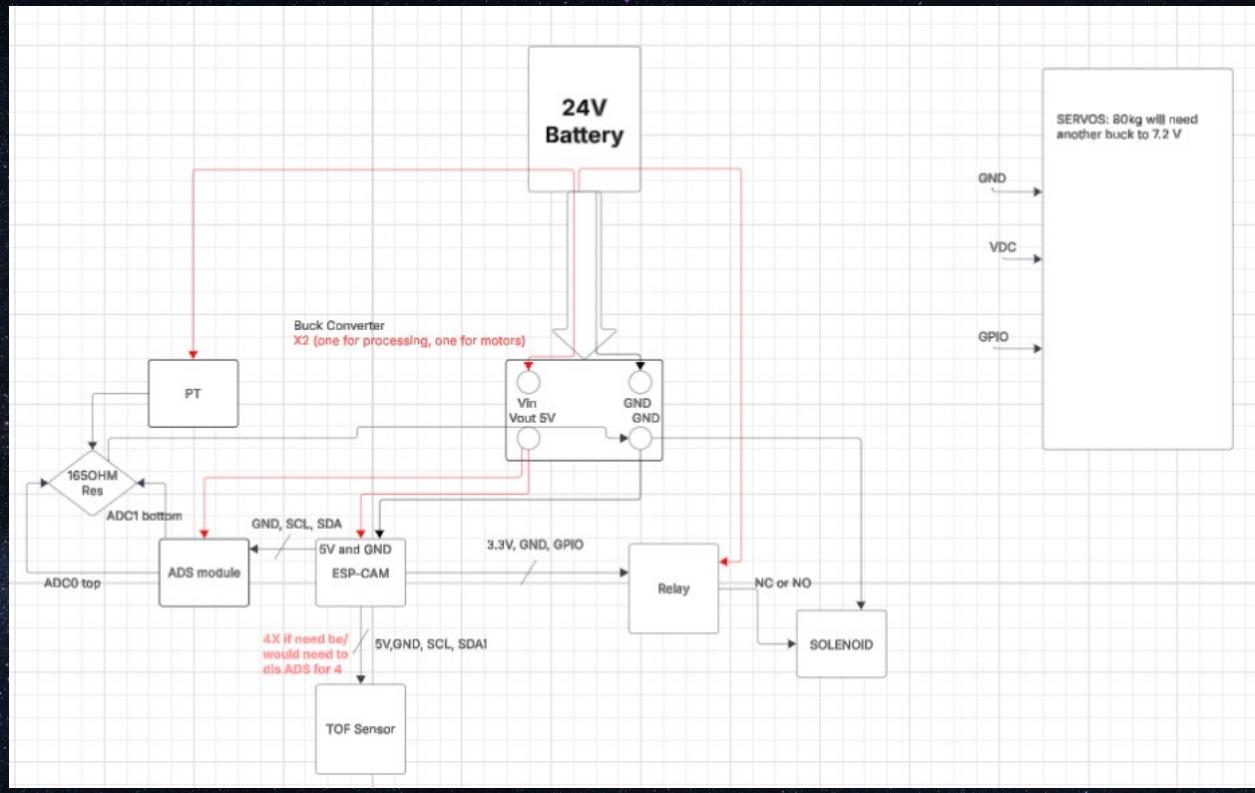 24V
Battery
SERVOS: 80kg will need
another buck to 7.2 V
GND
VDC
GPIO
Buck Converter
X2 (one for processing, one for motors)
PT
Vin
GND
Vout 5V
GND
165OHM
Res
ADC1 bottom
GND, SCL, SDA
5V and GND
ESP-CAM
3.3V, GND, GPIO
ADS module
ADC0 top
Relay
NC or NO
4X if need be/
would need to
dis ADS for 4
5V,GND, SCL, SDA1
SOLENOID
TOF Sensor